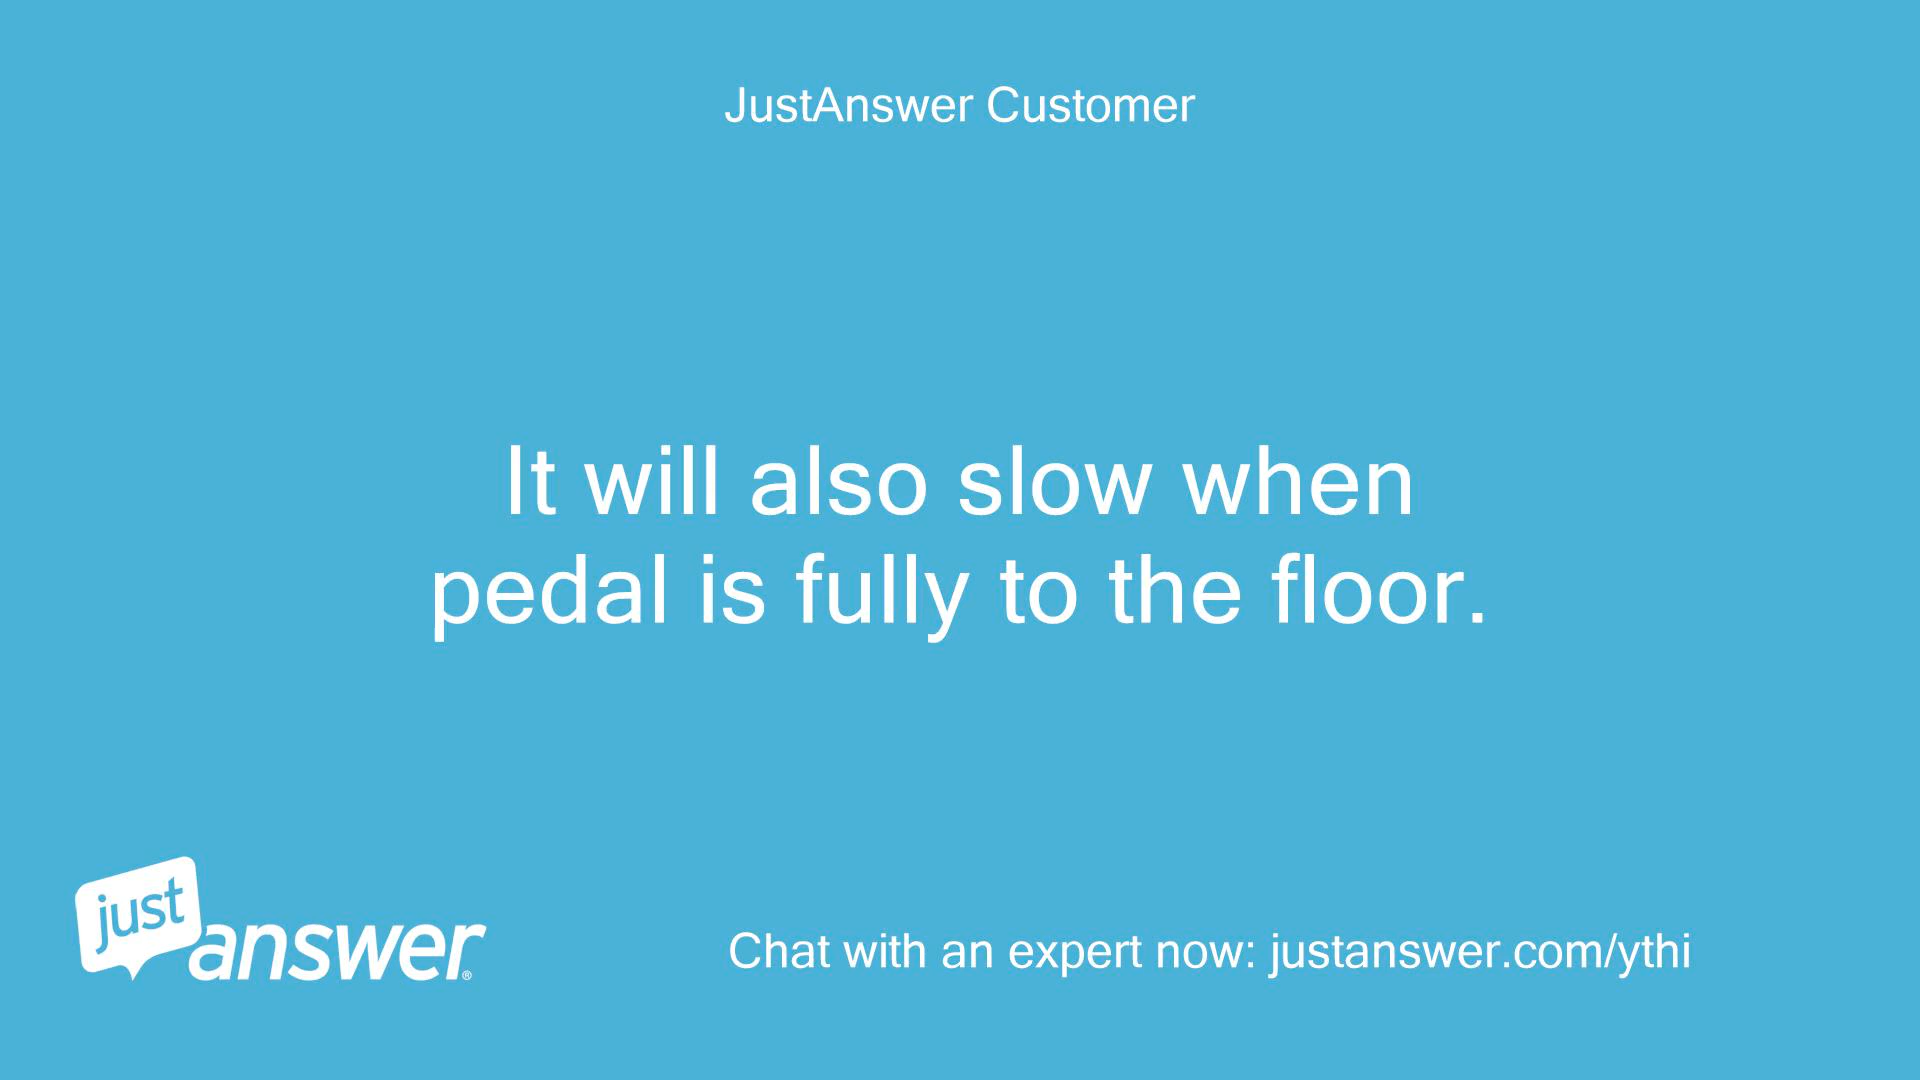 JustAnswer Customer
It will also slow when
pedal is fully to the floor.
just
answer®
Chat with an expert now: justanswer.com/ythi